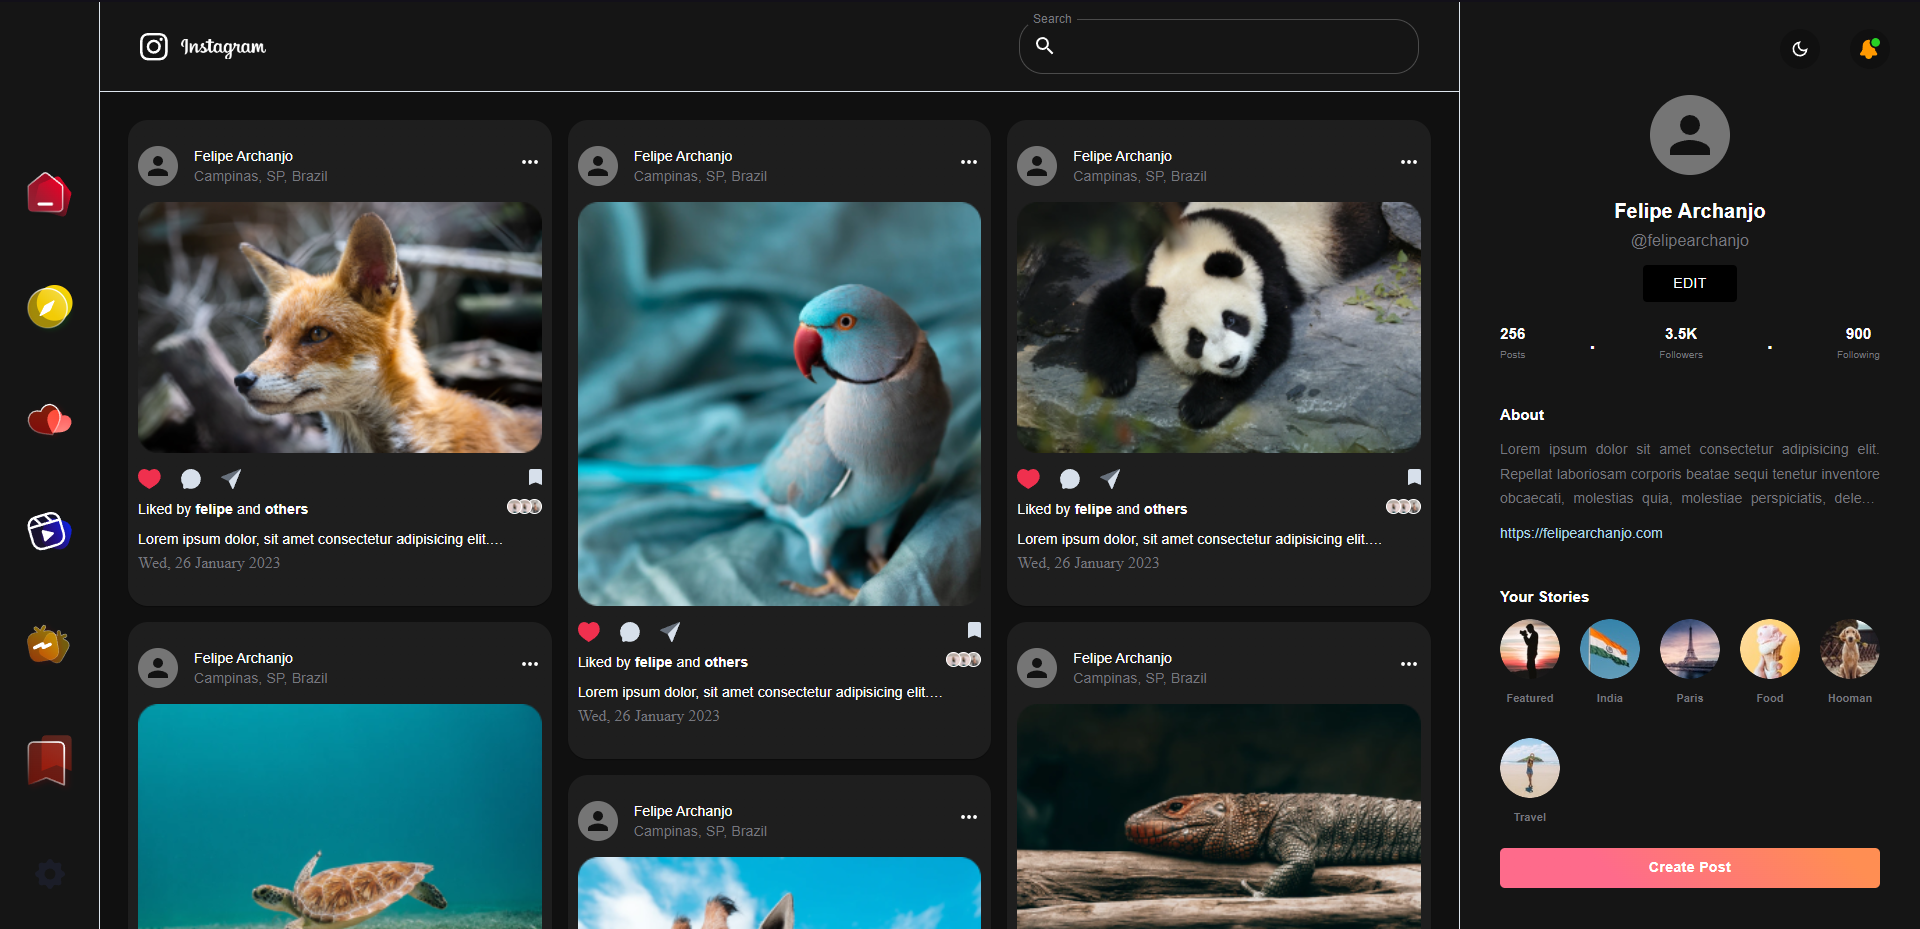 Instagram
Search
Felipe Archanjo
Campinas, SP, Brazil
Liked by felipe and others
Lorem ipsum dolor, sit amet consectetur adipisicing elit....
Wed, 26 January 2023
Felipe Archanjo
Campinas, SP, Brazil
Felipe Archanjo
Campinas, SP, Brazil
Liked by felipe and others
Lorem ipsum dolor, sit amet consectetur adipisicing elit....
Wed, 26 January 2023
Felipe Archanjo
Campinas, SP, Brazil
Felipe Archanjo
Campinas, SP, Brazil
Liked by felipe and others
Lorem ipsum dolor, sit amet consectetur adipisicing elit....
Wed, 26 January 2023
Felipe Archanjo
Campinas, SP, Brazil
Felipe Archanjo
@felipearchanjo
EDIT
256
Posts
.
3.5K
Followers
.
900
Following
About
Lorem ipsum dolor sit amet consectetur adipisicing elit.
Repellat laboriosam corporis beatae sequi tenetur inventore
obcaecati, molestias quia, molestiae perspiciatis, dele...
https://felipearchanjo.com
Your Stories
Featured
India
Paris
Food
Hooman
Travel
Create Post